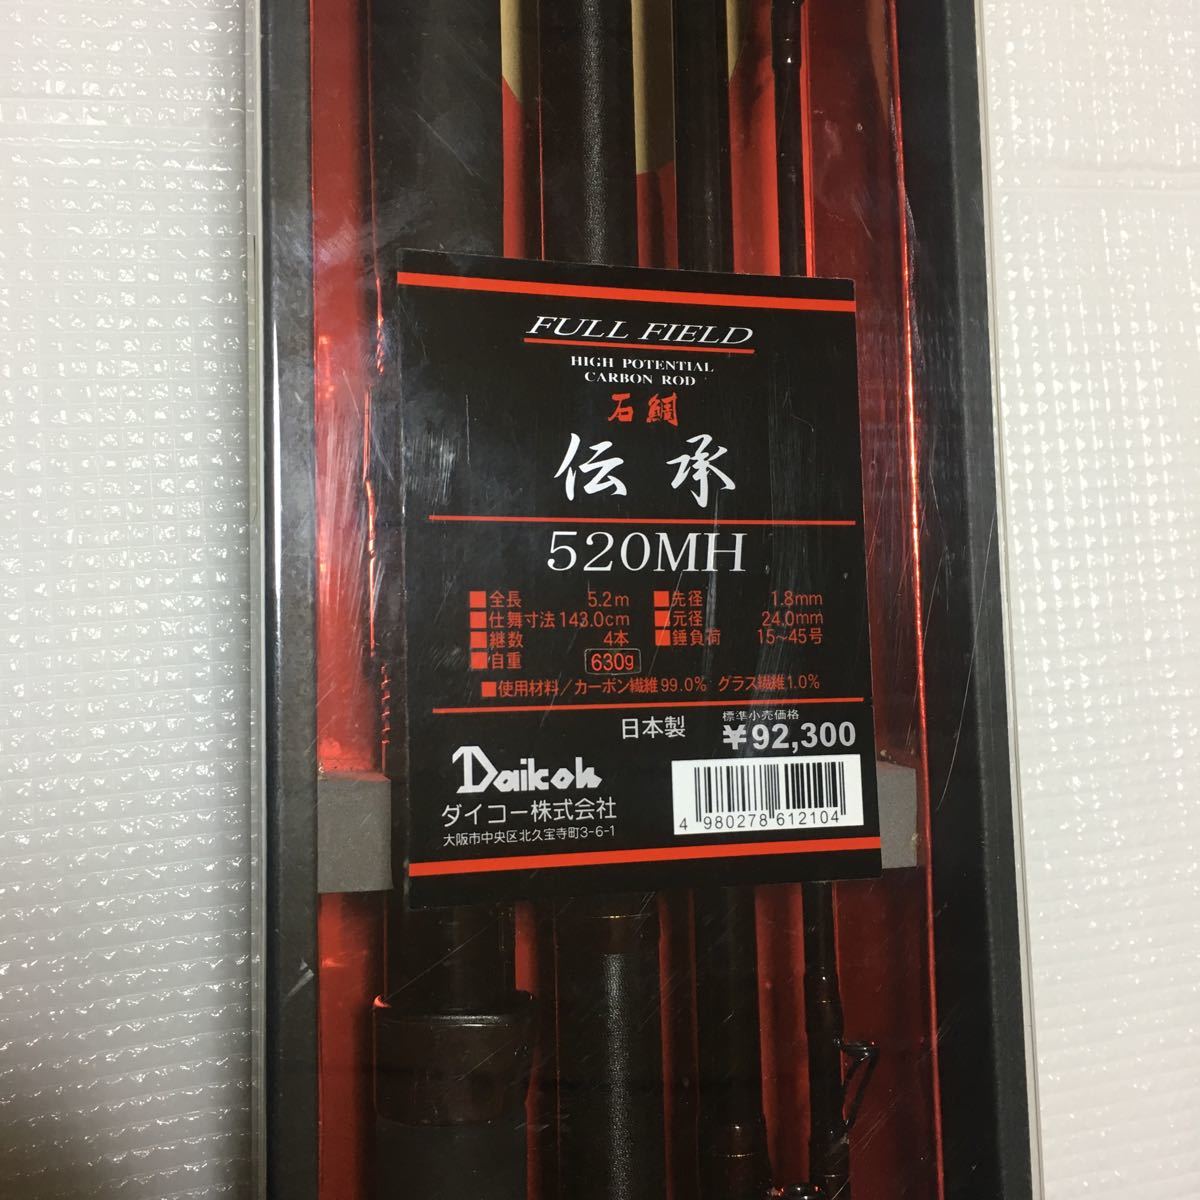 FULL FIELD
HIGH POTENTIAL
CARBON ROD
石鯛
伝承
520MH
■全長 5.2m ■先径 1.8mm
■仕舞寸法 143.0cm ■元径 24.0mm
■継数 4本 ■錘負荷 15~45号
■自重 630g
■使用材料/カーボン繊維99.0% グラス繊維1.0%
日本製 標準小売価格 ¥92,300
Daikoh
ダイコー株式会社
大阪市中央区北久宝寺町3-6-1
4 980278 612104